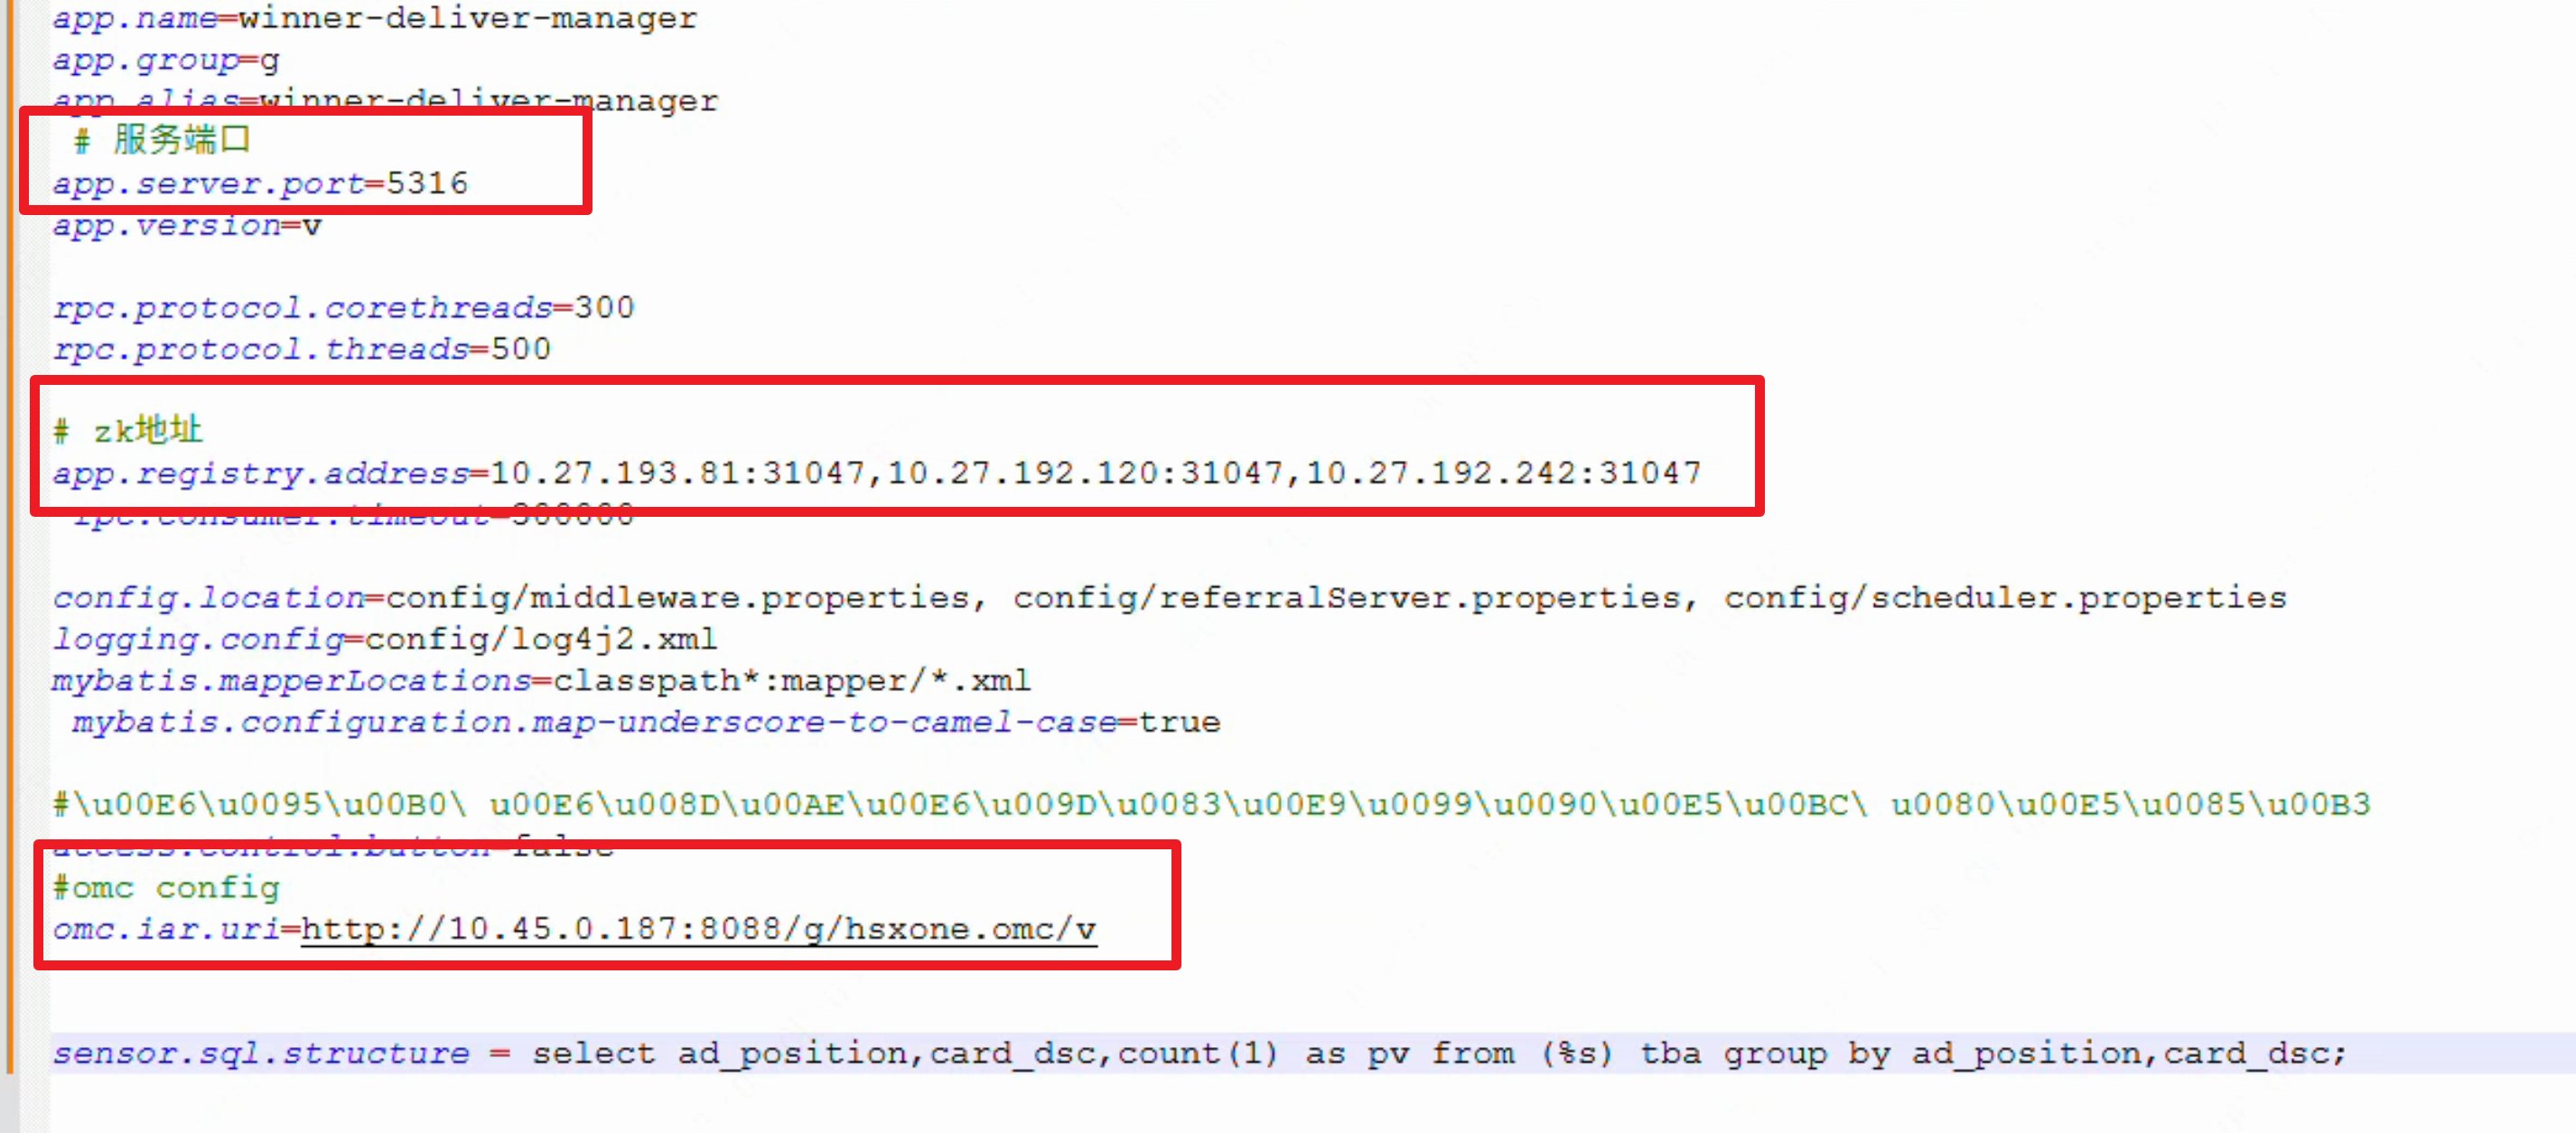 app.name=winner-deliver-manager
app.group=g
app.alias=winner-deliver-manager
# 服务端口
app.server.port=5316
app.version=v
rpc.protocol.corethreads=300
rpc.protocol.threads=500
# zk地址
app.registry.address=10.27.193.81:31047,10.27.192.120:31047,10.27.192.242:31047
rpc.consumer.timeout=300000
config.location=config/middleware.properties, config/referralServer.properties, config/scheduler.properties
logging.config=config/log4j2.xml
mybatis.mapperLocations=classpath*:mapper/*.xml
mybatis.configuration.map-underscore-to-camel-case=true
#\u00E6\u0095\u00B0\ u00E6\u008D\u00AE\u00E6\u009D\u0083\u00E9\u0099\u0090\u00E5\u00BC\ u0080\u00E5\u0085\u00B3
access.control.button=false
#omc config
omc.iar.uri=http://10.45.0.187:8088/g/hsxone.omc/v
sensor.sql.structure = select ad_position,card_dsc,count(1) as pv from (%s) tba group by ad_position,card_dsc;